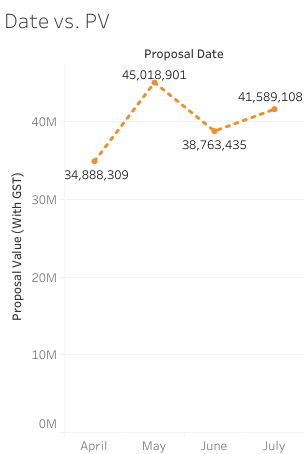 Date vs. PV
Proposal Date
45,018,901
41,589,108
40M
38,763,435
34,888,309
30M
Proposal Value (With GST)
20M
10M
0M
April May June July